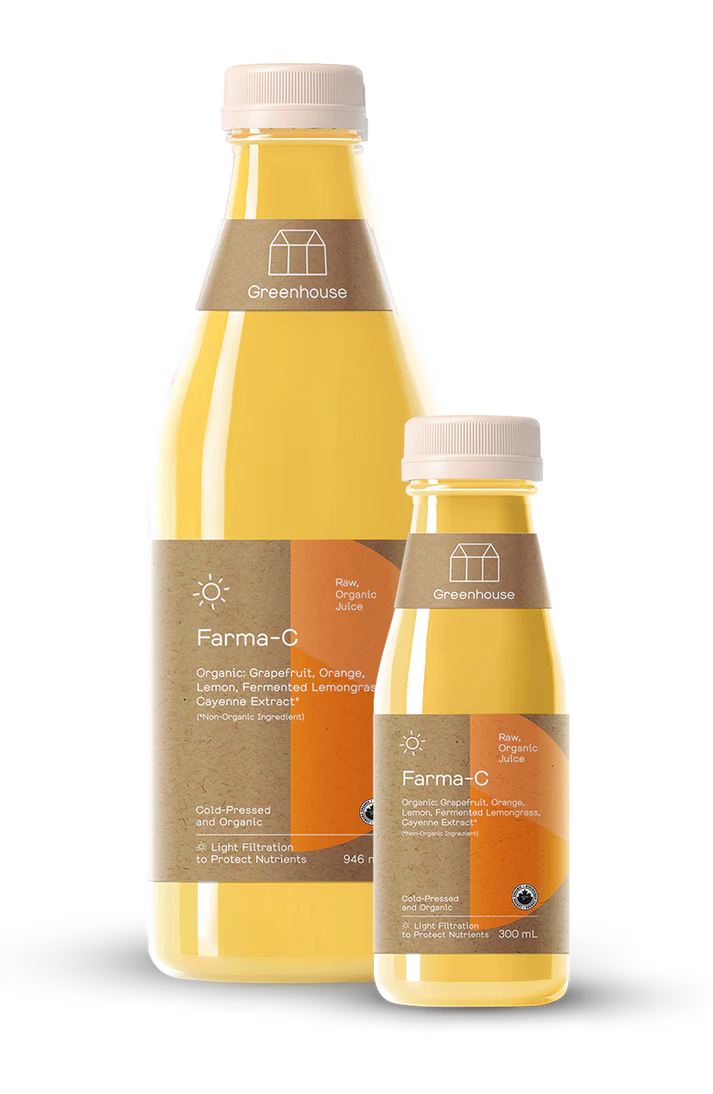 Greenhouse
Raw,
Organic
Juice
Farma-C
Organic: Grapefruit, Orange,
Lemon, Fermented Lemongras
Cayenne Extract*
(*Non-Organic Ingredient)
Cold-Pressed
and Organic
Light Filtration
to Protect Nutrients
946 m
Greenhouse
Raw,
Organic
Juice
Farma-C
Organic: Grapefruit, Orange,
Lemon, Fermented Lemongrass,
Cayenne Extract*
(*Non-Organic Ingredient)
Cold-Pressed
and Organic
Light Filtration
to Protect Nutrients
300 mL